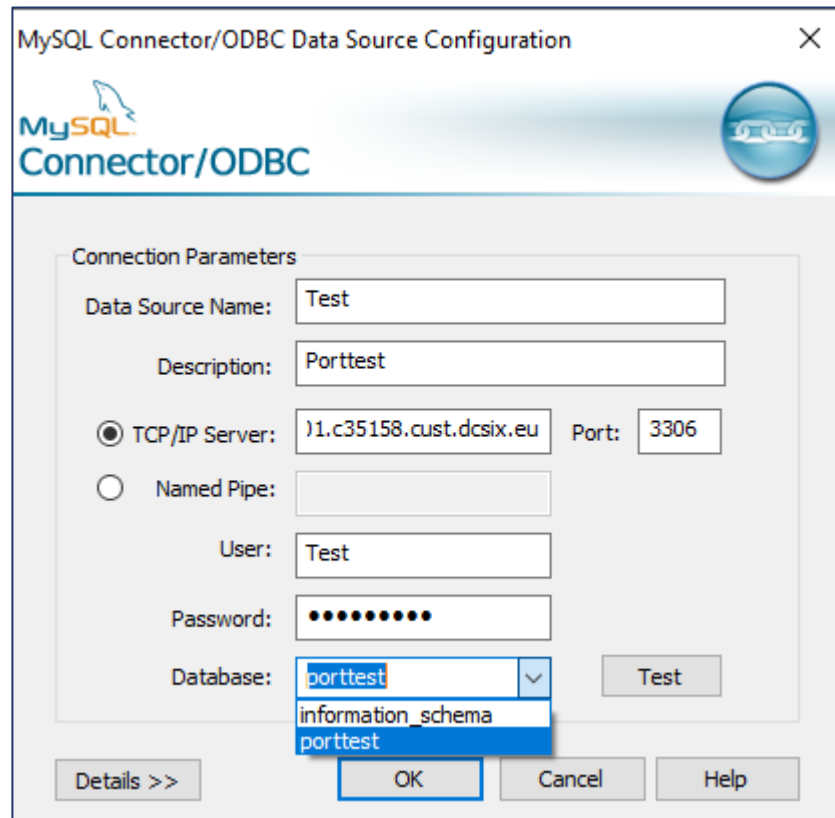 MySQL Connector/ODBC Data Source Configuration
MySQL
Connector/ODBC
Connection Parameters
Data Source Name: Test
Description: Porttest
TCP/IP Server: 01.c35158.cust.dcsix.eu Port: 3306
Named Pipe:
User: Test
Password: •••••••••
Database: porttest Test
information_schema
porttest
Details >> OK Cancel Help